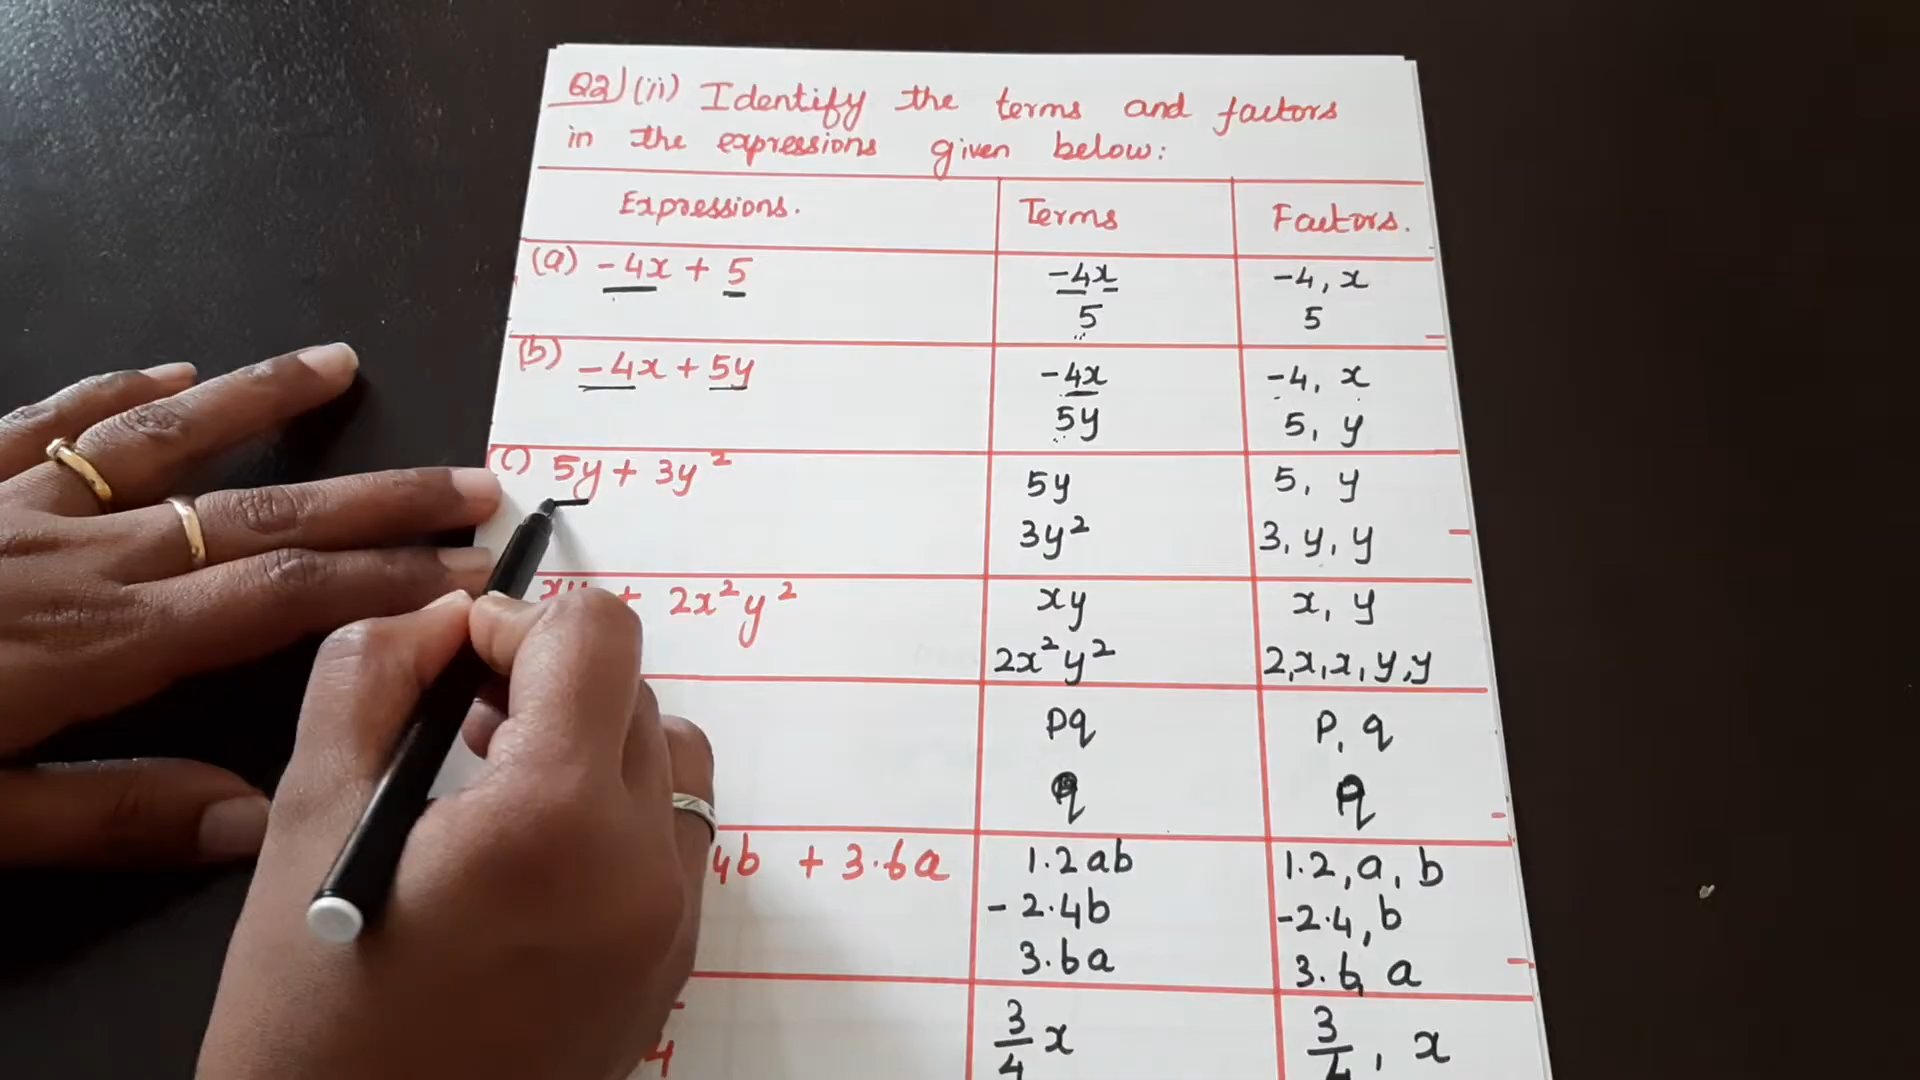 Q2 (ii) Identify the terms and factors
in the expressions given below:
Expressions. Terms Factors.
(a) -4x + 5 -4x -4, x
5 5
(b) -4x + 5y -4x -4, x
5y 5, y
(c) 5y + 3y² 5y 5, y
3y² 3, y, y
xy + 2x²y² xy x, y
2x²y² 2,x,x,y,y
pq p, q
q q
4b + 3.6a 1.2ab 1.2, a, b
-2.4b -2.4, b
3.6a 3.6, a
3/4 x 3/4, x
4